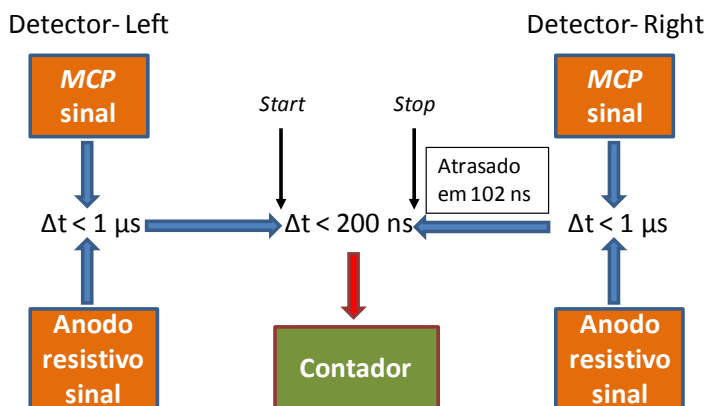 Detector- Left
Detector- Right
MCP
sinal
Start
Stop
MCP
sinal
Atrasado
em 102 ns
Δt < 1 μs
Δt < 200 ns
Δt < 1 μs
Anodo
resistivo
sinal
Contador
Anodo
resistivo
sinal